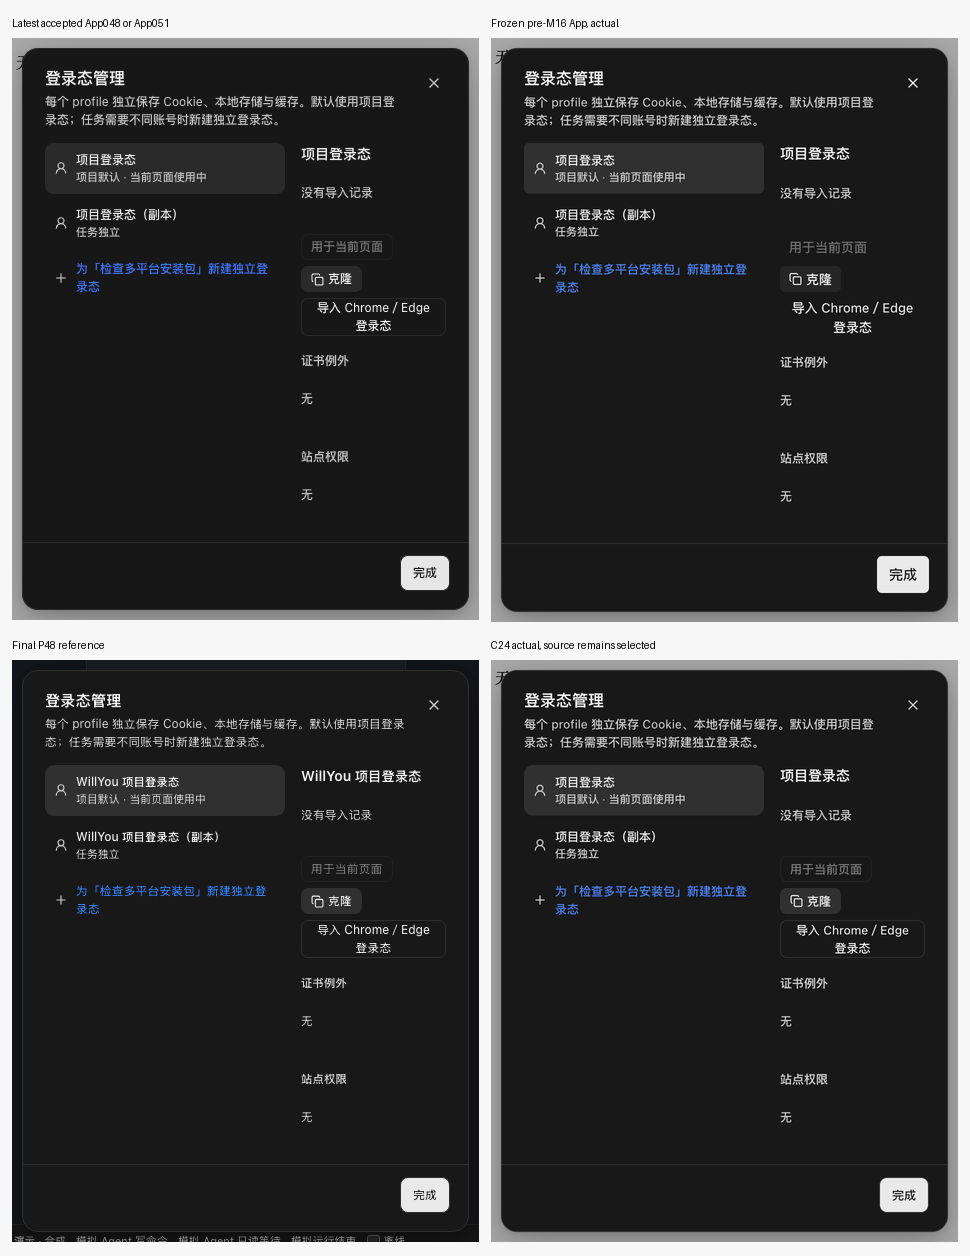 Latest accepted App048 or App051
登录态管理
每个 profile 独立保存 Cookie、本地存储与缓存。默认使用项目登
录态；任务需要不同账号时新建独立登录态。
项目登录态
项目默认 · 当前页面使用中
项目登录态（副本）
任务独立
为「检查多平台安装包」新建独立登
录态
项目登录态
没有导入记录
用于当前页面
克隆
导入 Chrome / Edge
登录态
证书例外
无
站点权限
无
完成
Frozen pre-M16 App, actual
登录态管理
每个 profile 独立保存 Cookie、本地存储与缓存。默认使用项目登
录态；任务需要不同账号时新建独立登录态。
项目登录态
项目默认 · 当前页面使用中
项目登录态（副本）
任务独立
为「检查多平台安装包」新建独立登
录态
项目登录态
没有导入记录
用于当前页面
克隆
导入 Chrome / Edge
登录态
证书例外
无
站点权限
无
完成
Final P48 reference
登录态管理
每个 profile 独立保存 Cookie、本地存储与缓存。默认使用项目登录
态；任务需要不同账号时新建独立登录态。
WillYou 项目登录态
项目默认 · 当前页面使用中
WillYou 项目登录态（副本）
任务独立
为「检查多平台安装包」新建独立登
录态
WillYou 项目登录态
没有导入记录
用于当前页面
克隆
导入 Chrome / Edge
登录态
证书例外
无
站点权限
无
完成
C24 actual, source remains selected
登录态管理
每个 profile 独立保存 Cookie、本地存储与缓存。默认使用项目登
录态；任务需要不同账号时新建独立登录态。
项目登录态
项目默认 · 当前页面使用中
项目登录态（副本）
任务独立
为「检查多平台安装包」新建独立登
录态
项目登录态
没有导入记录
用于当前页面
克隆
导入 Chrome / Edge
登录态
证书例外
无
站点权限
无
完成